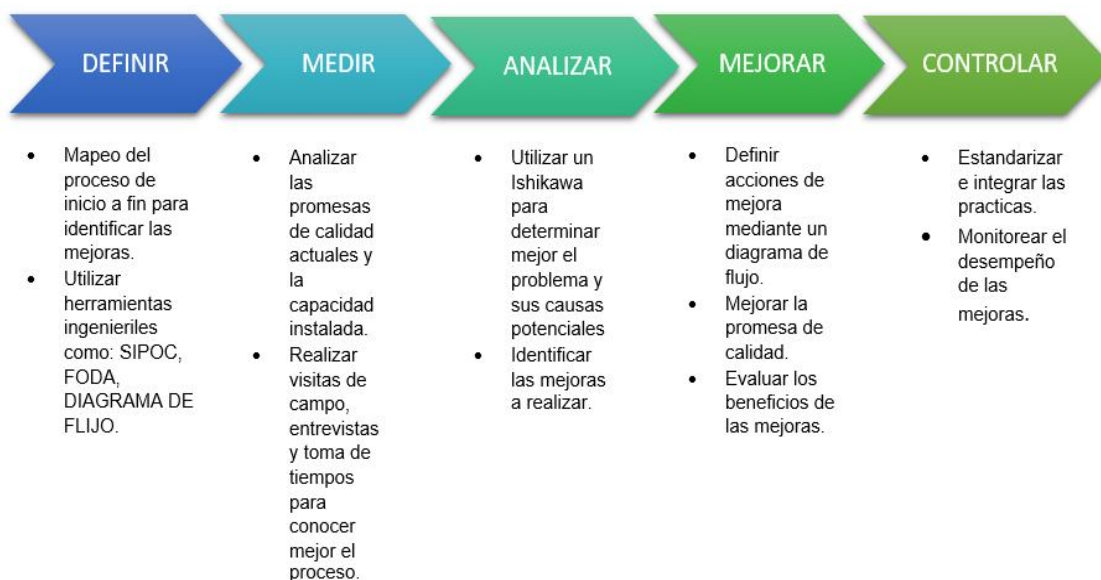 DEFINIR
MEDIR
ANALIZAR
MEJORAR
CONTROLAR
• Mapeo del
proceso de
inicio a fin para
identificar las
mejoras.
• Utilizar
herramientas
ingenieriles
como: SIPOC,
FODA,
DIAGRAMA DE
FLIJO.
• Analizar
las
promesas
de calidad
actuales y
la
capacidad
instalada.
• Realizar
visitas de
campo,
entrevistas
y toma de
tiempos
para
conocer
mejor el
proceso.
• Utilizar un
Ishikawa
para
determinar
mejor el
problema y
sus causas
potenciales
• Identificar
las mejoras
a realizar.
• Definir
acciones de
mejora
mediante un
diagrama de
flujo.
• Mejorar la
promesa de
calidad.
• Evaluar los
beneficios de
las mejoras.
• Estandarizar
e integrar las
practicas.
• Monitorear el
desempeño
de las
mejoras.